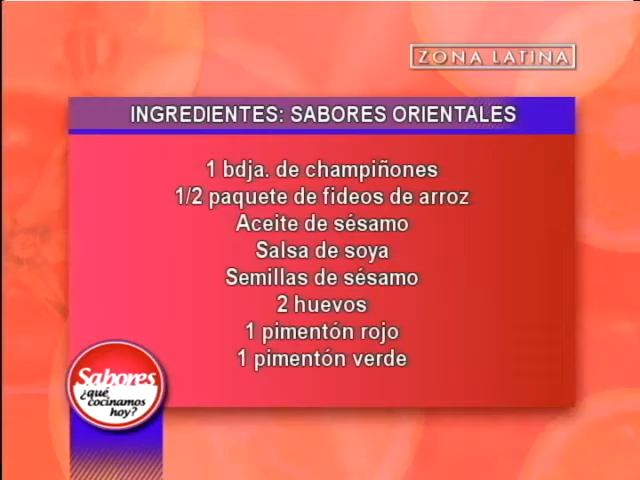 ZONA LATINA
INGREDIENTES: SABORES ORIENTALES
1 bdja. de champiñones
1/2 paquete de fideos de arroz
Aceite de sésamo
Salsa de soya
Semillas de sésamo
2 huevos
1 pimentón rojo
1 pimentón verde
Sabores
¿qué
cocinamos
hoy?